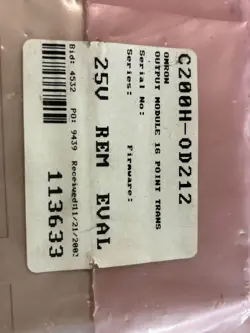 C200H-OD212
OMRON
OUTPUT MODULE 16 POINT TRANS
Serial No:
Series: Firmware:
25V REM EVAL
Bid: 4532 PO: 9439 Received:11/21/2002
113633